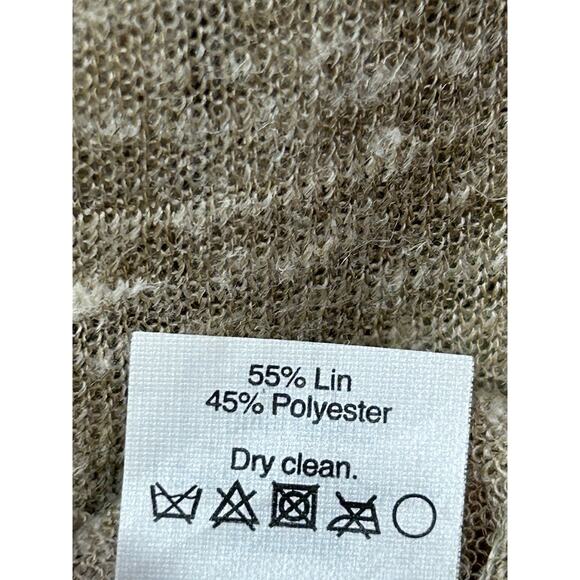 55% Lin
45% Polyester
Dry clean.